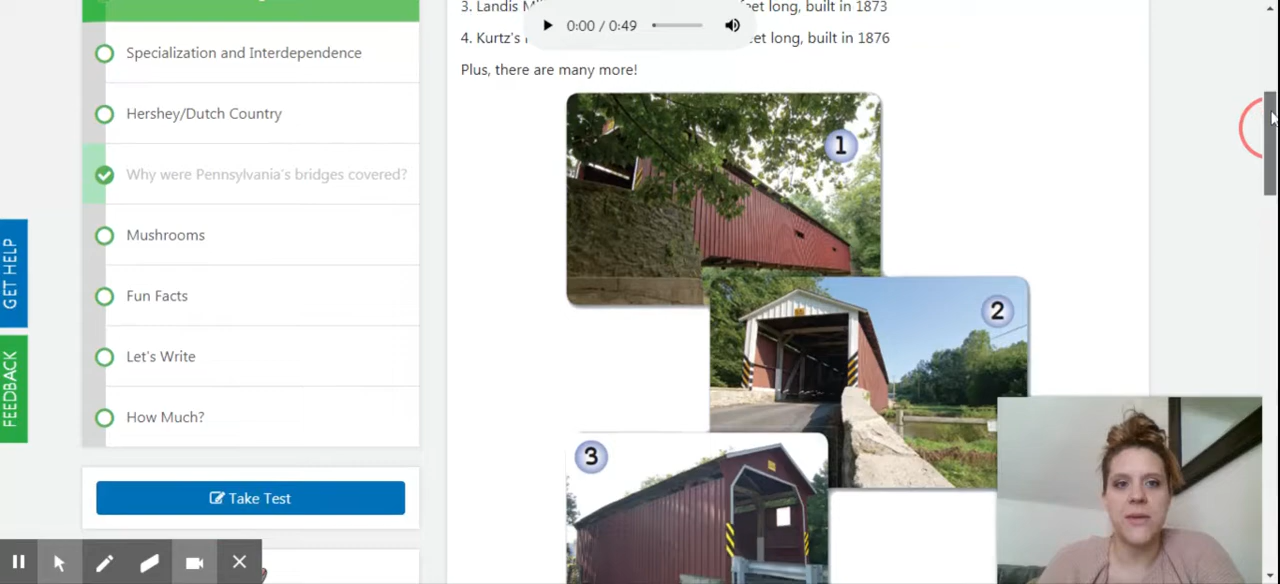 3. Landis
eet long, built in 1873
0:00 / 0:49
4. Kurtz's
eet long, built in 1876
Plus, there are many more!
Specialization and Interdependence
Hershey/Dutch Country
Why were Pennsylvania's bridges covered?
Mushrooms
Fun Facts
Let's Write
How Much?
Take Test
GET HELP
FEEDBACK
1
2
3